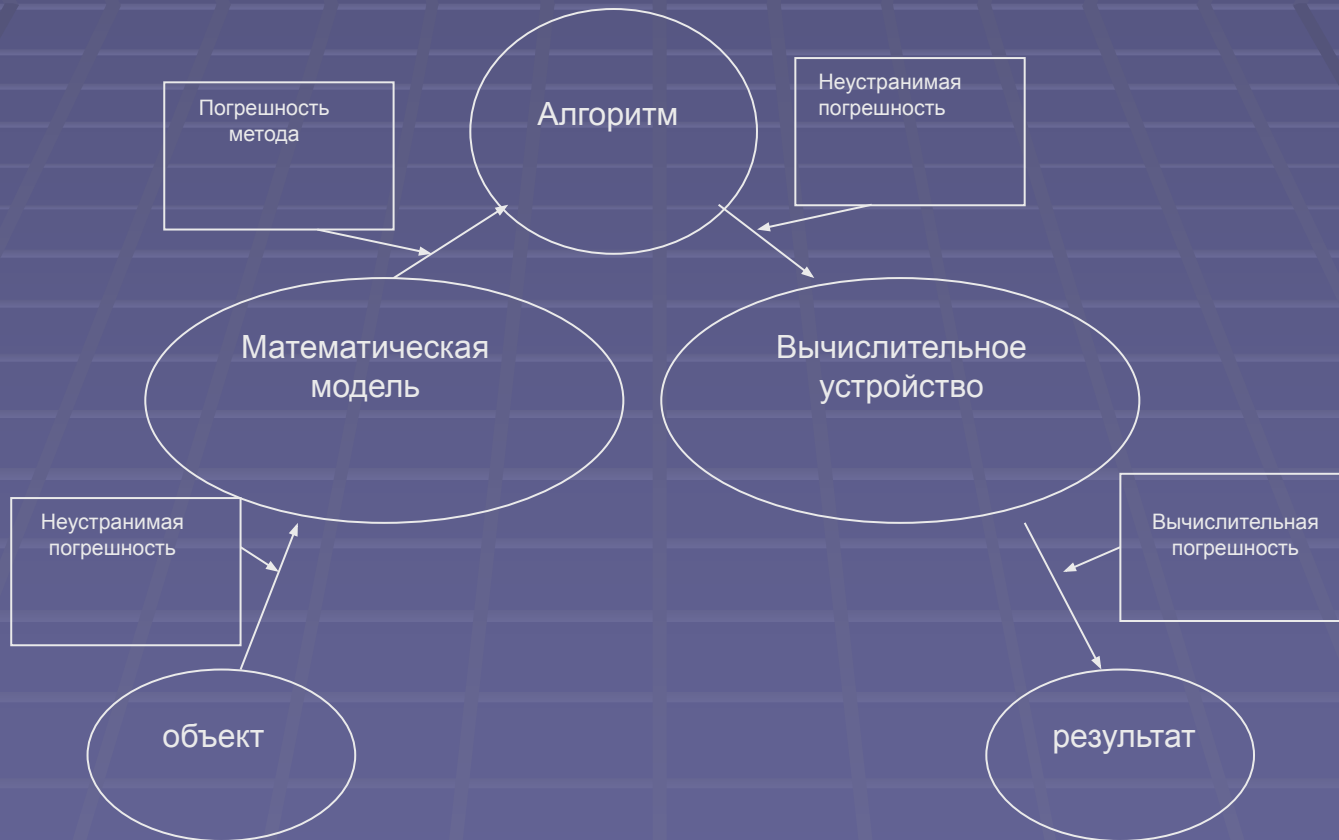 Погрешность
метода
Алгоритм
Неустранимая
погрешность
Математическая
модель
Вычислительное
устройство
Неустранимая
погрешность
Вычислительная
погрешность
объект
результат